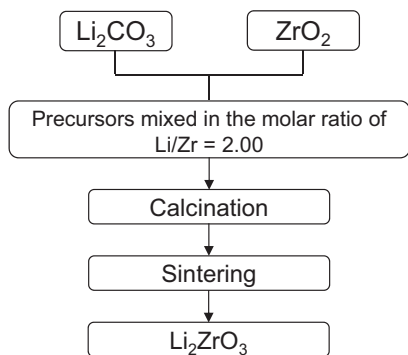 Li₂CO₃
ZrO₂
Precursors mixed in the molar ratio of
Li/Zr = 2.00
Calcination
Sintering
Li₂ZrO₃